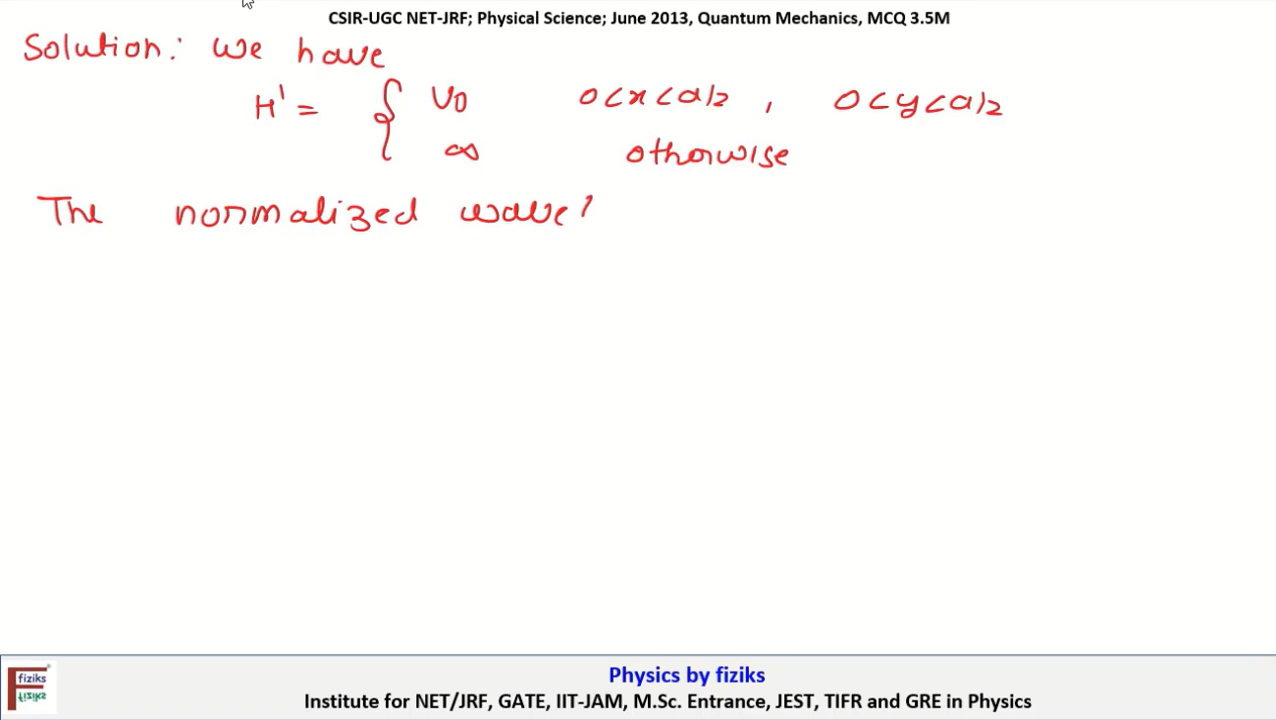 CSIR-UGC NET-JRF; Physical Science; June 2013, Quantum Mechanics, MCQ 3.5M
Solution: We have
H' = { V0 0<x<a/2 , 0<y<a/2
∞ otherwise
The normalized wave
fiziks
Physics by fiziks
Institute for NET/JRF, GATE, IIT-JAM, M.Sc. Entrance, JEST, TIFR and GRE in Physics